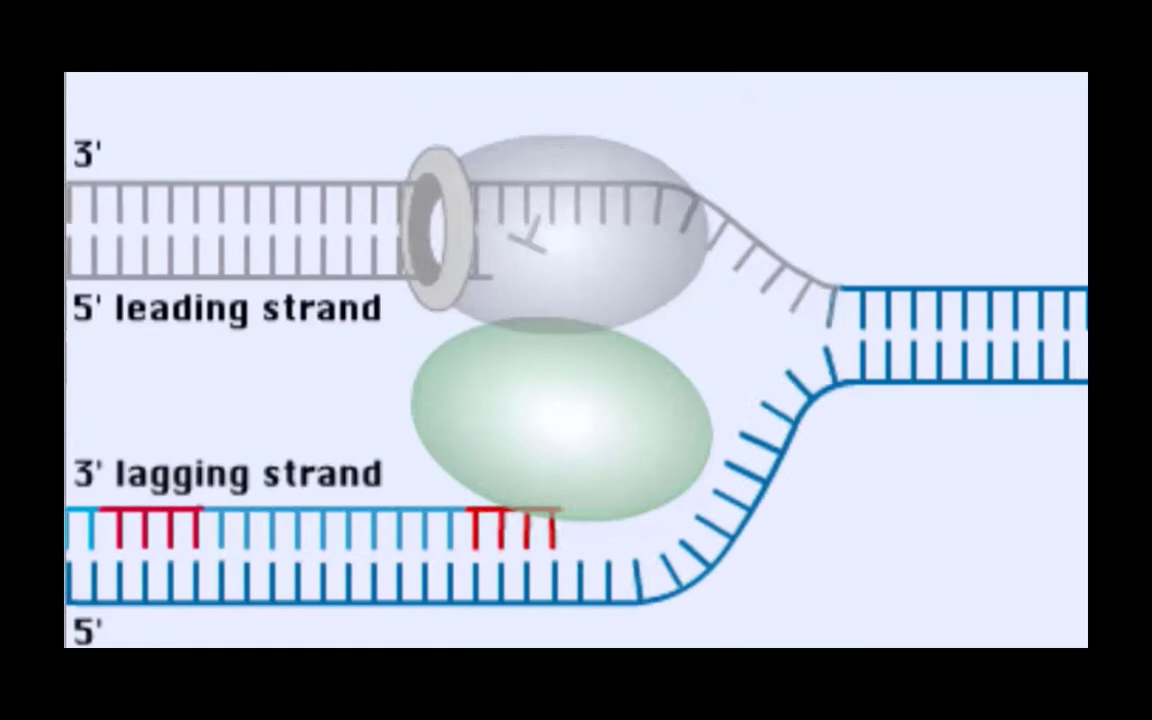 3'
5' leading strand
3' lagging strand
5'